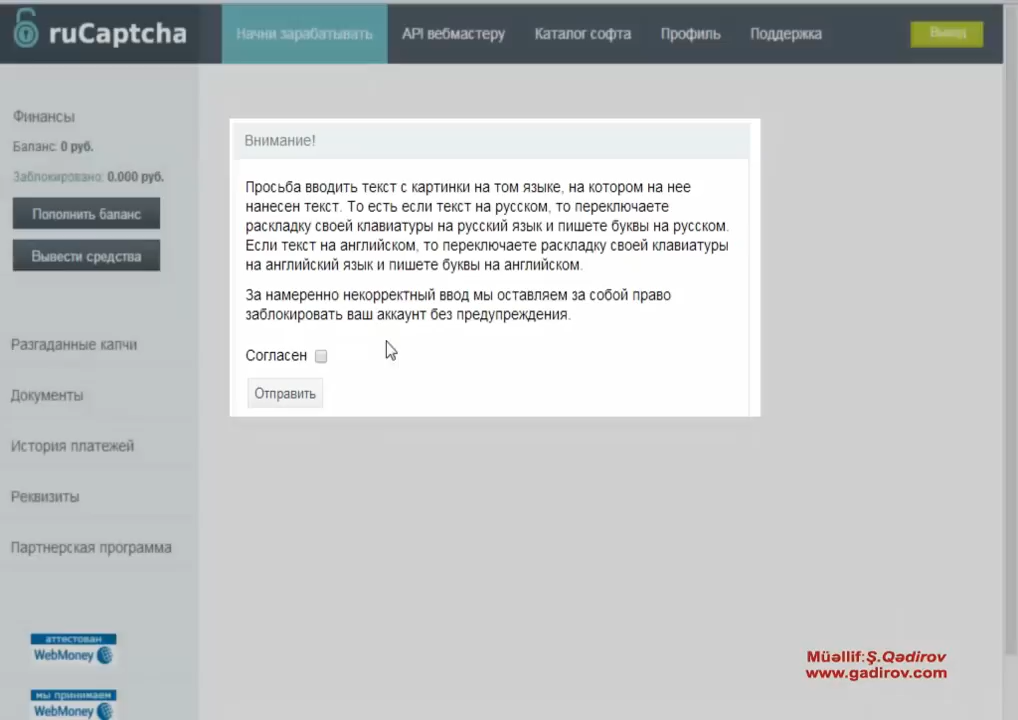 ruCaptcha
Начни зарабатывать
API вебмастеру
Каталог софта
Профиль
Поддержка
Выход
Финансы
Баланс: 0 руб.
Заблокировано: 0.000 руб.
Пополнить баланс
Вывести средства
Разгаданные капчи
Документы
История платежей
Реквизиты
Партнерская программа
аттестован
WebMoney
мы принимаем
WebMoney
Внимание!
Просьба вводить текст с картинки на том языке, на котором на нее
нанесен текст. То есть если текст на русском, то переключаете
раскладку своей клавиатуры на русский язык и пишете буквы на русском.
Если текст на английском, то переключаете раскладку своей клавиатуры
на английский язык и пишете буквы на английском.
За намеренно некорректный ввод мы оставляем за собой право
заблокировать ваш аккаунт без предупреждения.
Согласен
Отправить
Müəllif:Ş.Qədirov
www.gadirov.com